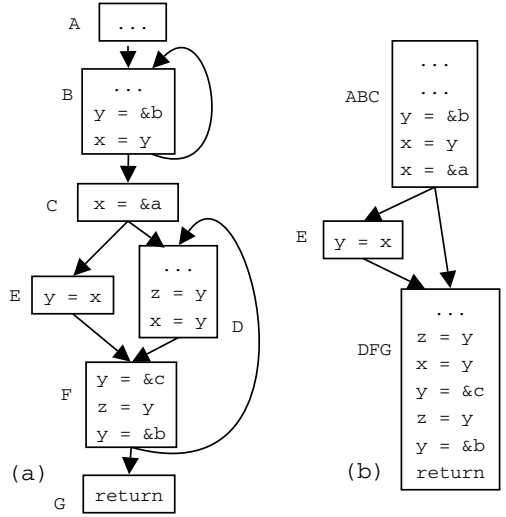 A
...
B
...
y = &b
x = y
C
x = &a
E
y = x
...
z = y
x = y
D
F
y = &c
z = y
y = &b
(a)
G
return
ABC
...
...
y = &b
x = y
x = &a
E
y = x
DFG
...
z = y
x = y
y = &c
z = y
y = &b
return
(b)